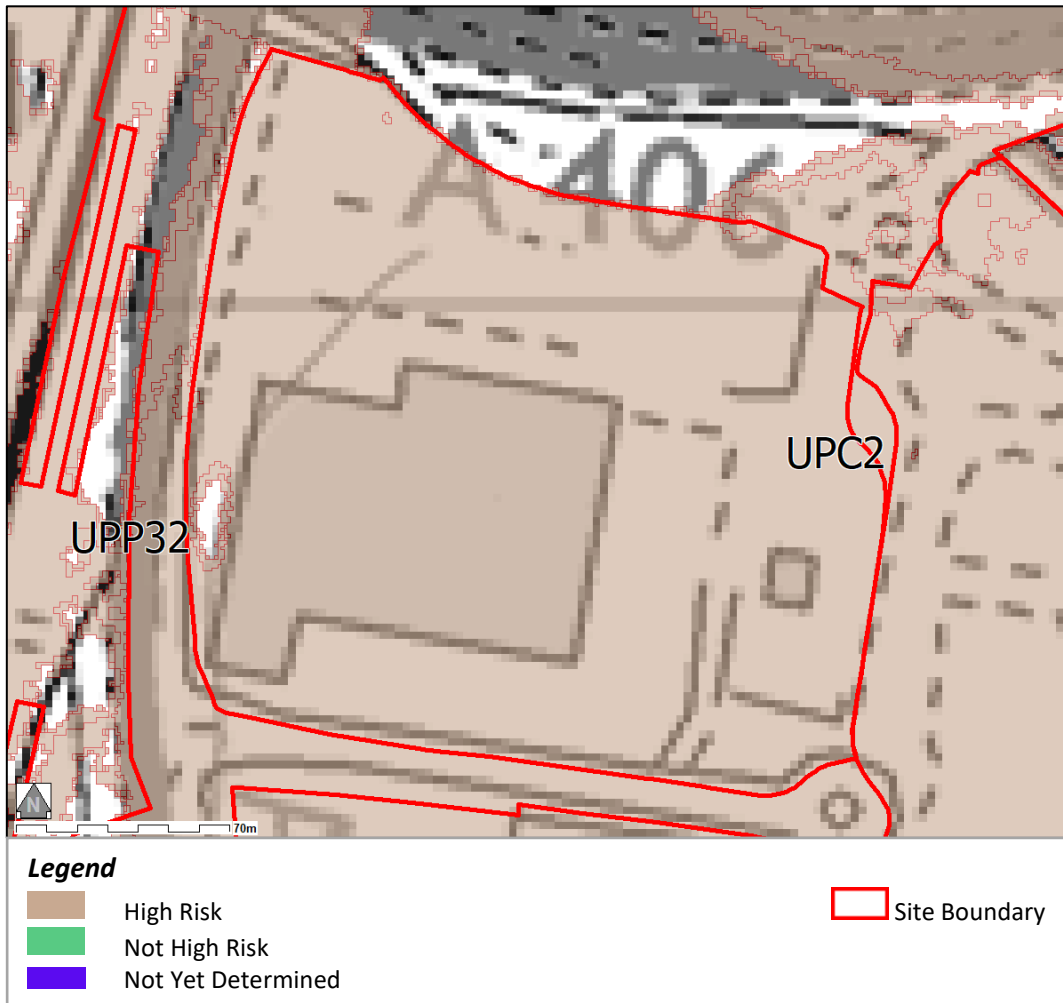 A 406
UPC2
UPP32
N
70m
Legend
High Risk
Site Boundary
Not High Risk
Not Yet Determined